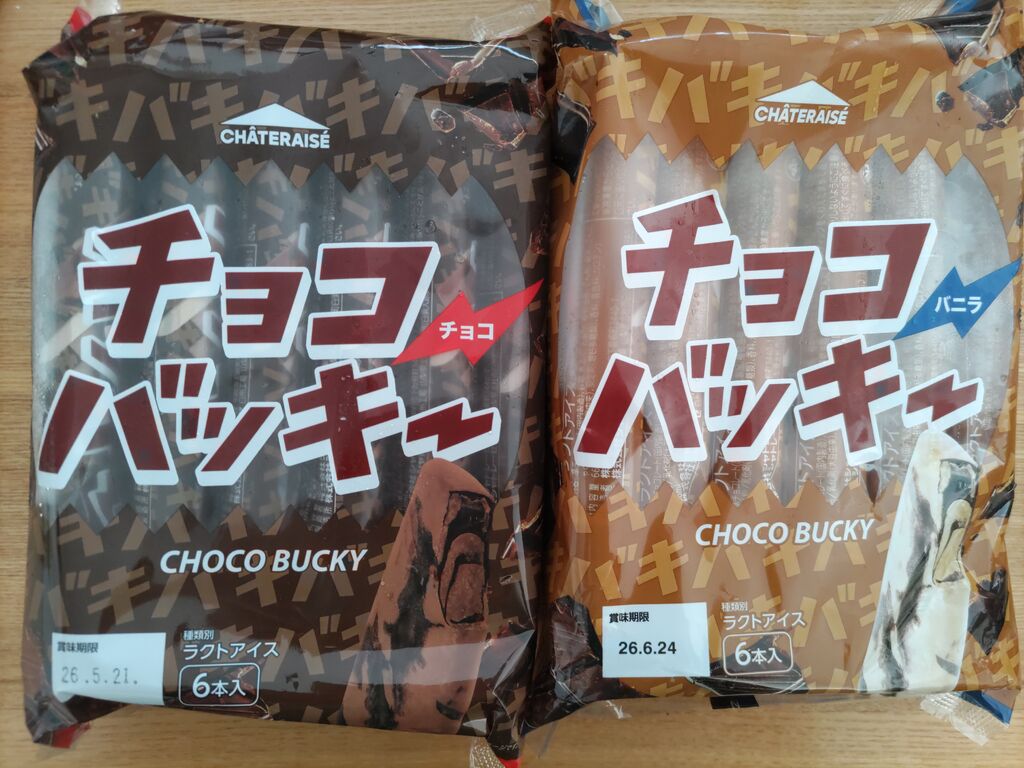 CHÂTERAISÉ
チョコ
バッキー
チョコ
CHOCO BUCKY
賞味期限
26.5.21.
種類別
ラクトアイス
6本入
CHÂTERAISÉ
チョコ
バッキー
バニラ
CHOCO BUCKY
賞味期限
26.6.24
種類別
ラクトアイス
6本入